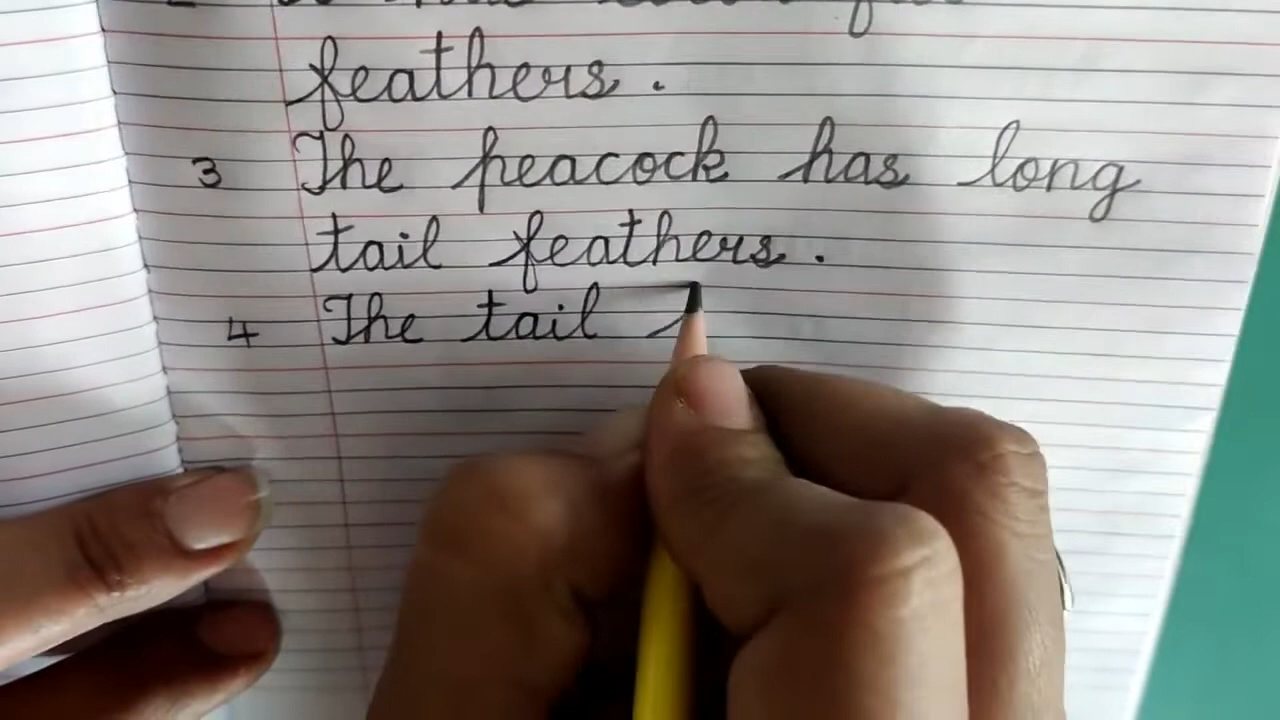 feathers.
3 The peacock has long
tail feathers.
4 The tail